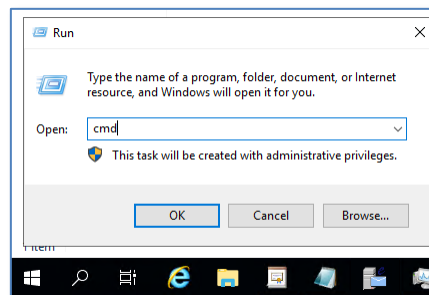 Run
Type the name of a program, folder, document, or Internet
resource, and Windows will open it for you.
Open: cmd
This task will be created with administrative privileges.
OK Cancel Browse...